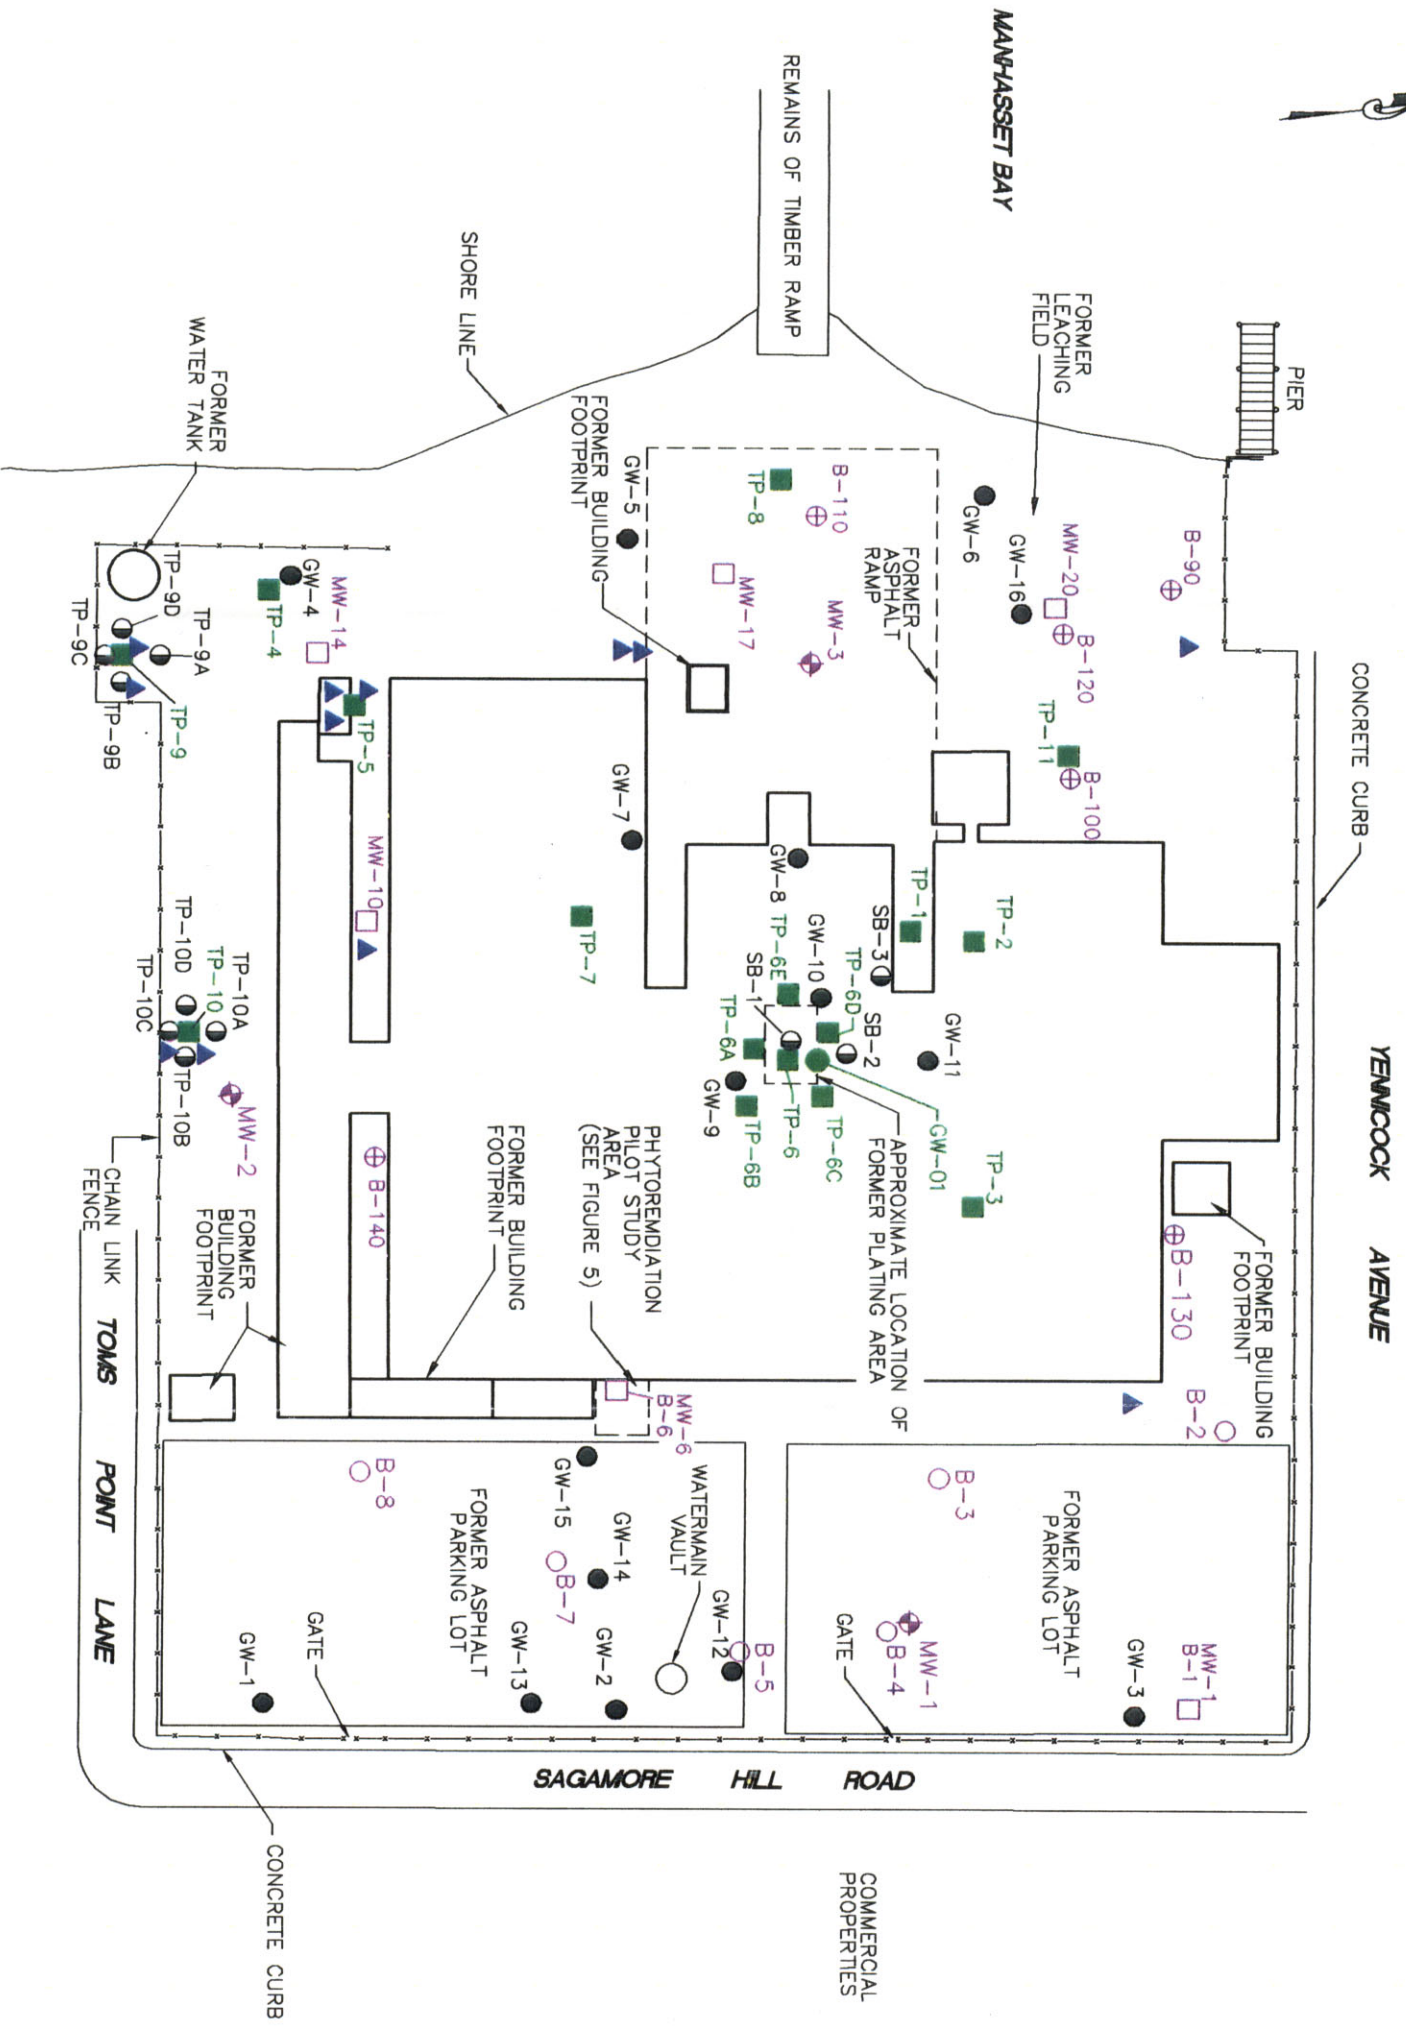 MANHASSET BAY
REMAINS OF TIMBER RAMP
SHORE LINE
FORMER
WATER TANK
FORMER
LEACHING
FIELD
PIER
CONCRETE CURB
YENNICOCK AVENUE
B-90
MW-20
B-120
GW-16
GW-6
TP-11
B-100
FORMER
ASPHALT
RAMP
B-110
TP-8
MW-17
MW-3
FORMER BUILDING
FOOTPRINT
GW-5
GW-4
TP-4
MW-14
TP-9D
TP-9A
TP-9C
TP-9
TP-9B
TP-5
GW-7
MW-10
TP-7
GW-8
TP-1
TP-2
SB-3
GW-10
TP-6E
TP-6D
SB-1
SB-2
TP-6A
GW-11
GW-9
TP-6
TP-6B
TP-6C
GW-01
TP-3
APPROXIMATE LOCATION OF
FORMER PLATING AREA
TP-10D
TP-10
TP-10A
TP-10C
TP-10B
MW-2
B-140
CHAIN LINK
FENCE
FORMER
BUILDING
FOOTPRINT
FORMER BUILDING
FOOTPRINT
PHYTOREMDIATION
PILOT STUDY
AREA
(SEE FIGURE 5)
MW-6
B-6
FORMER BUILDING
FOOTPRINT
B-130
B-2
B-3
FORMER ASPHALT
PARKING LOT
MW-1
B-4
GATE
GW-3
MW-1
B-1
WATERMAIN
VAULT
GW-12
B-5
GW-15
GW-14
B-7
GW-2
GW-13
FORMER ASPHALT
PARKING LOT
B-8
GATE
GW-1
TOMS POINT LANE
SAGAMORE HILL ROAD
CONCRETE CURB
COMMERCIAL
PROPERTIES